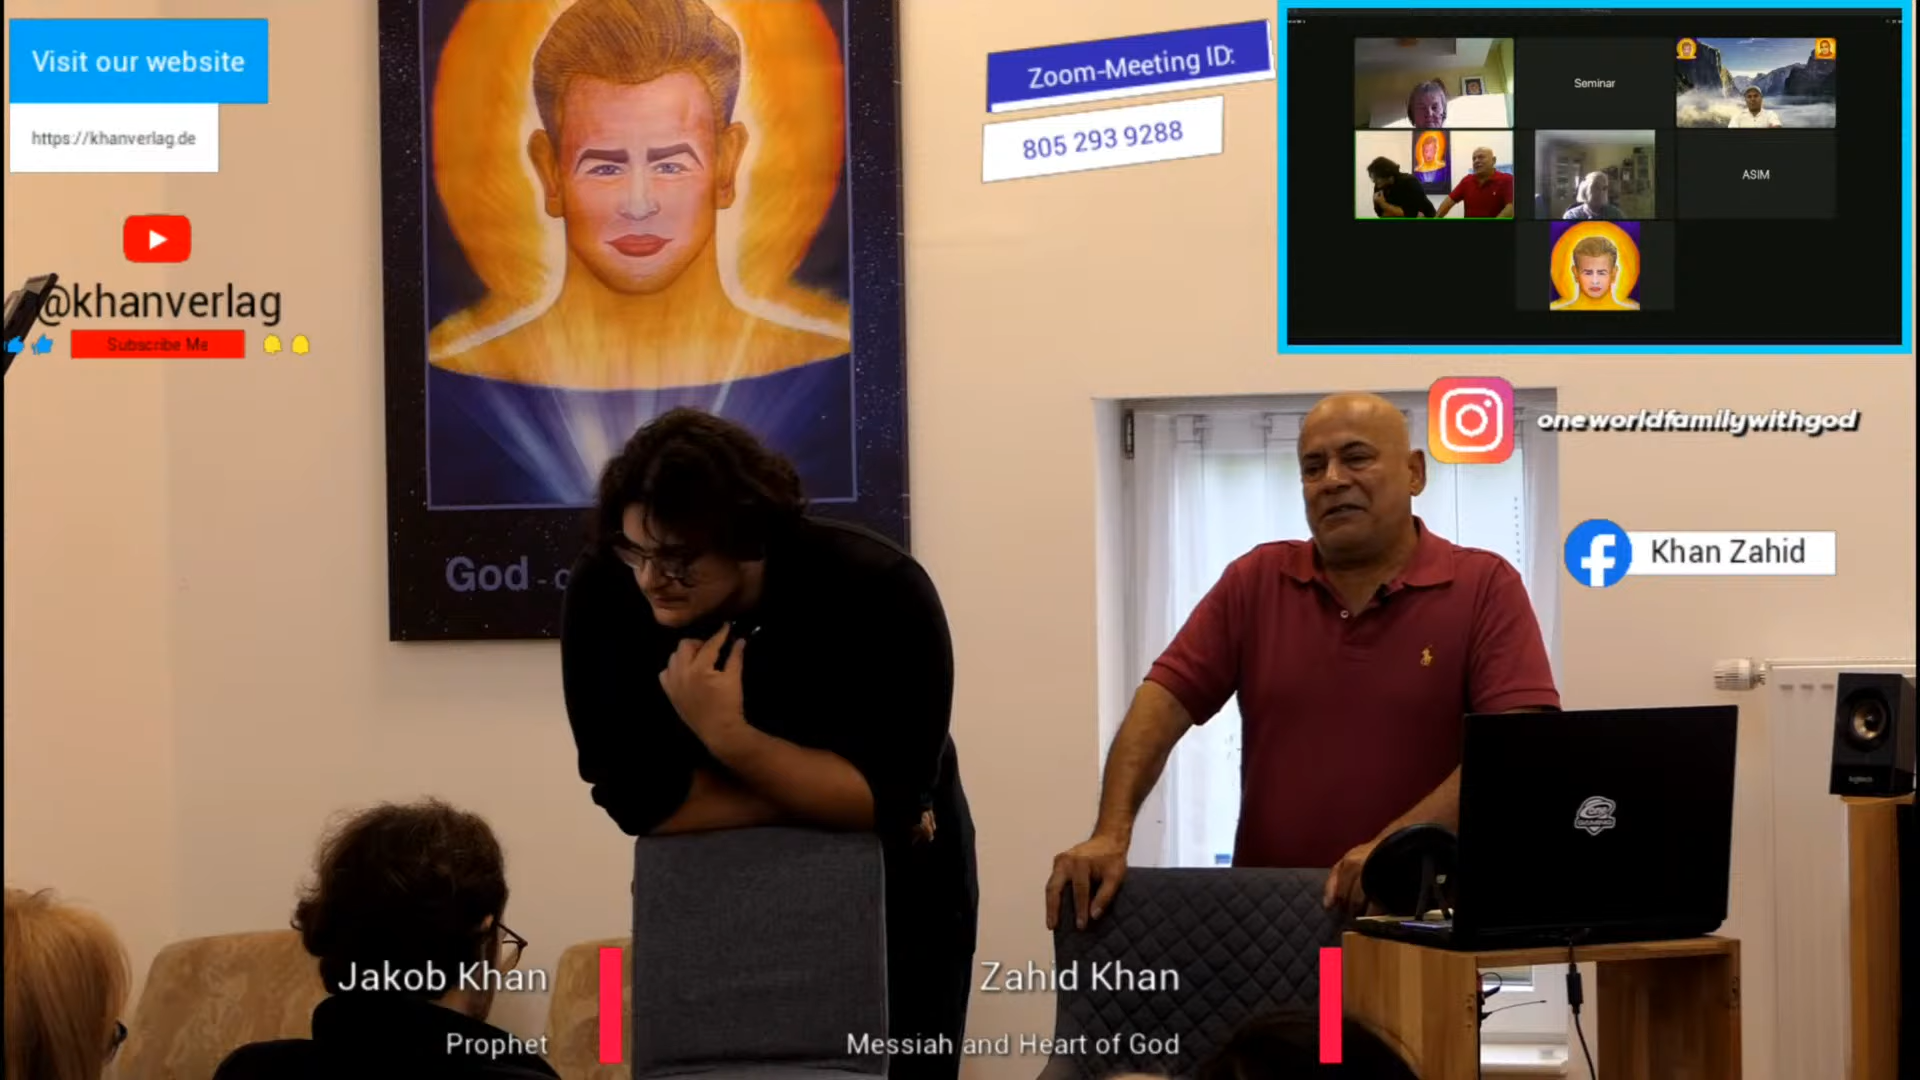 Visit our website
https://khanverlag.de
@khanverlag
Subscribe Me
Zoom-Meeting ID:
805 293 9288
Seminar
ASIM
oneworldfamilywithgod
Khan Zahid
God -
Jakob Khan
Prophet
Zahid Khan
Messiah and Heart of God
logitech